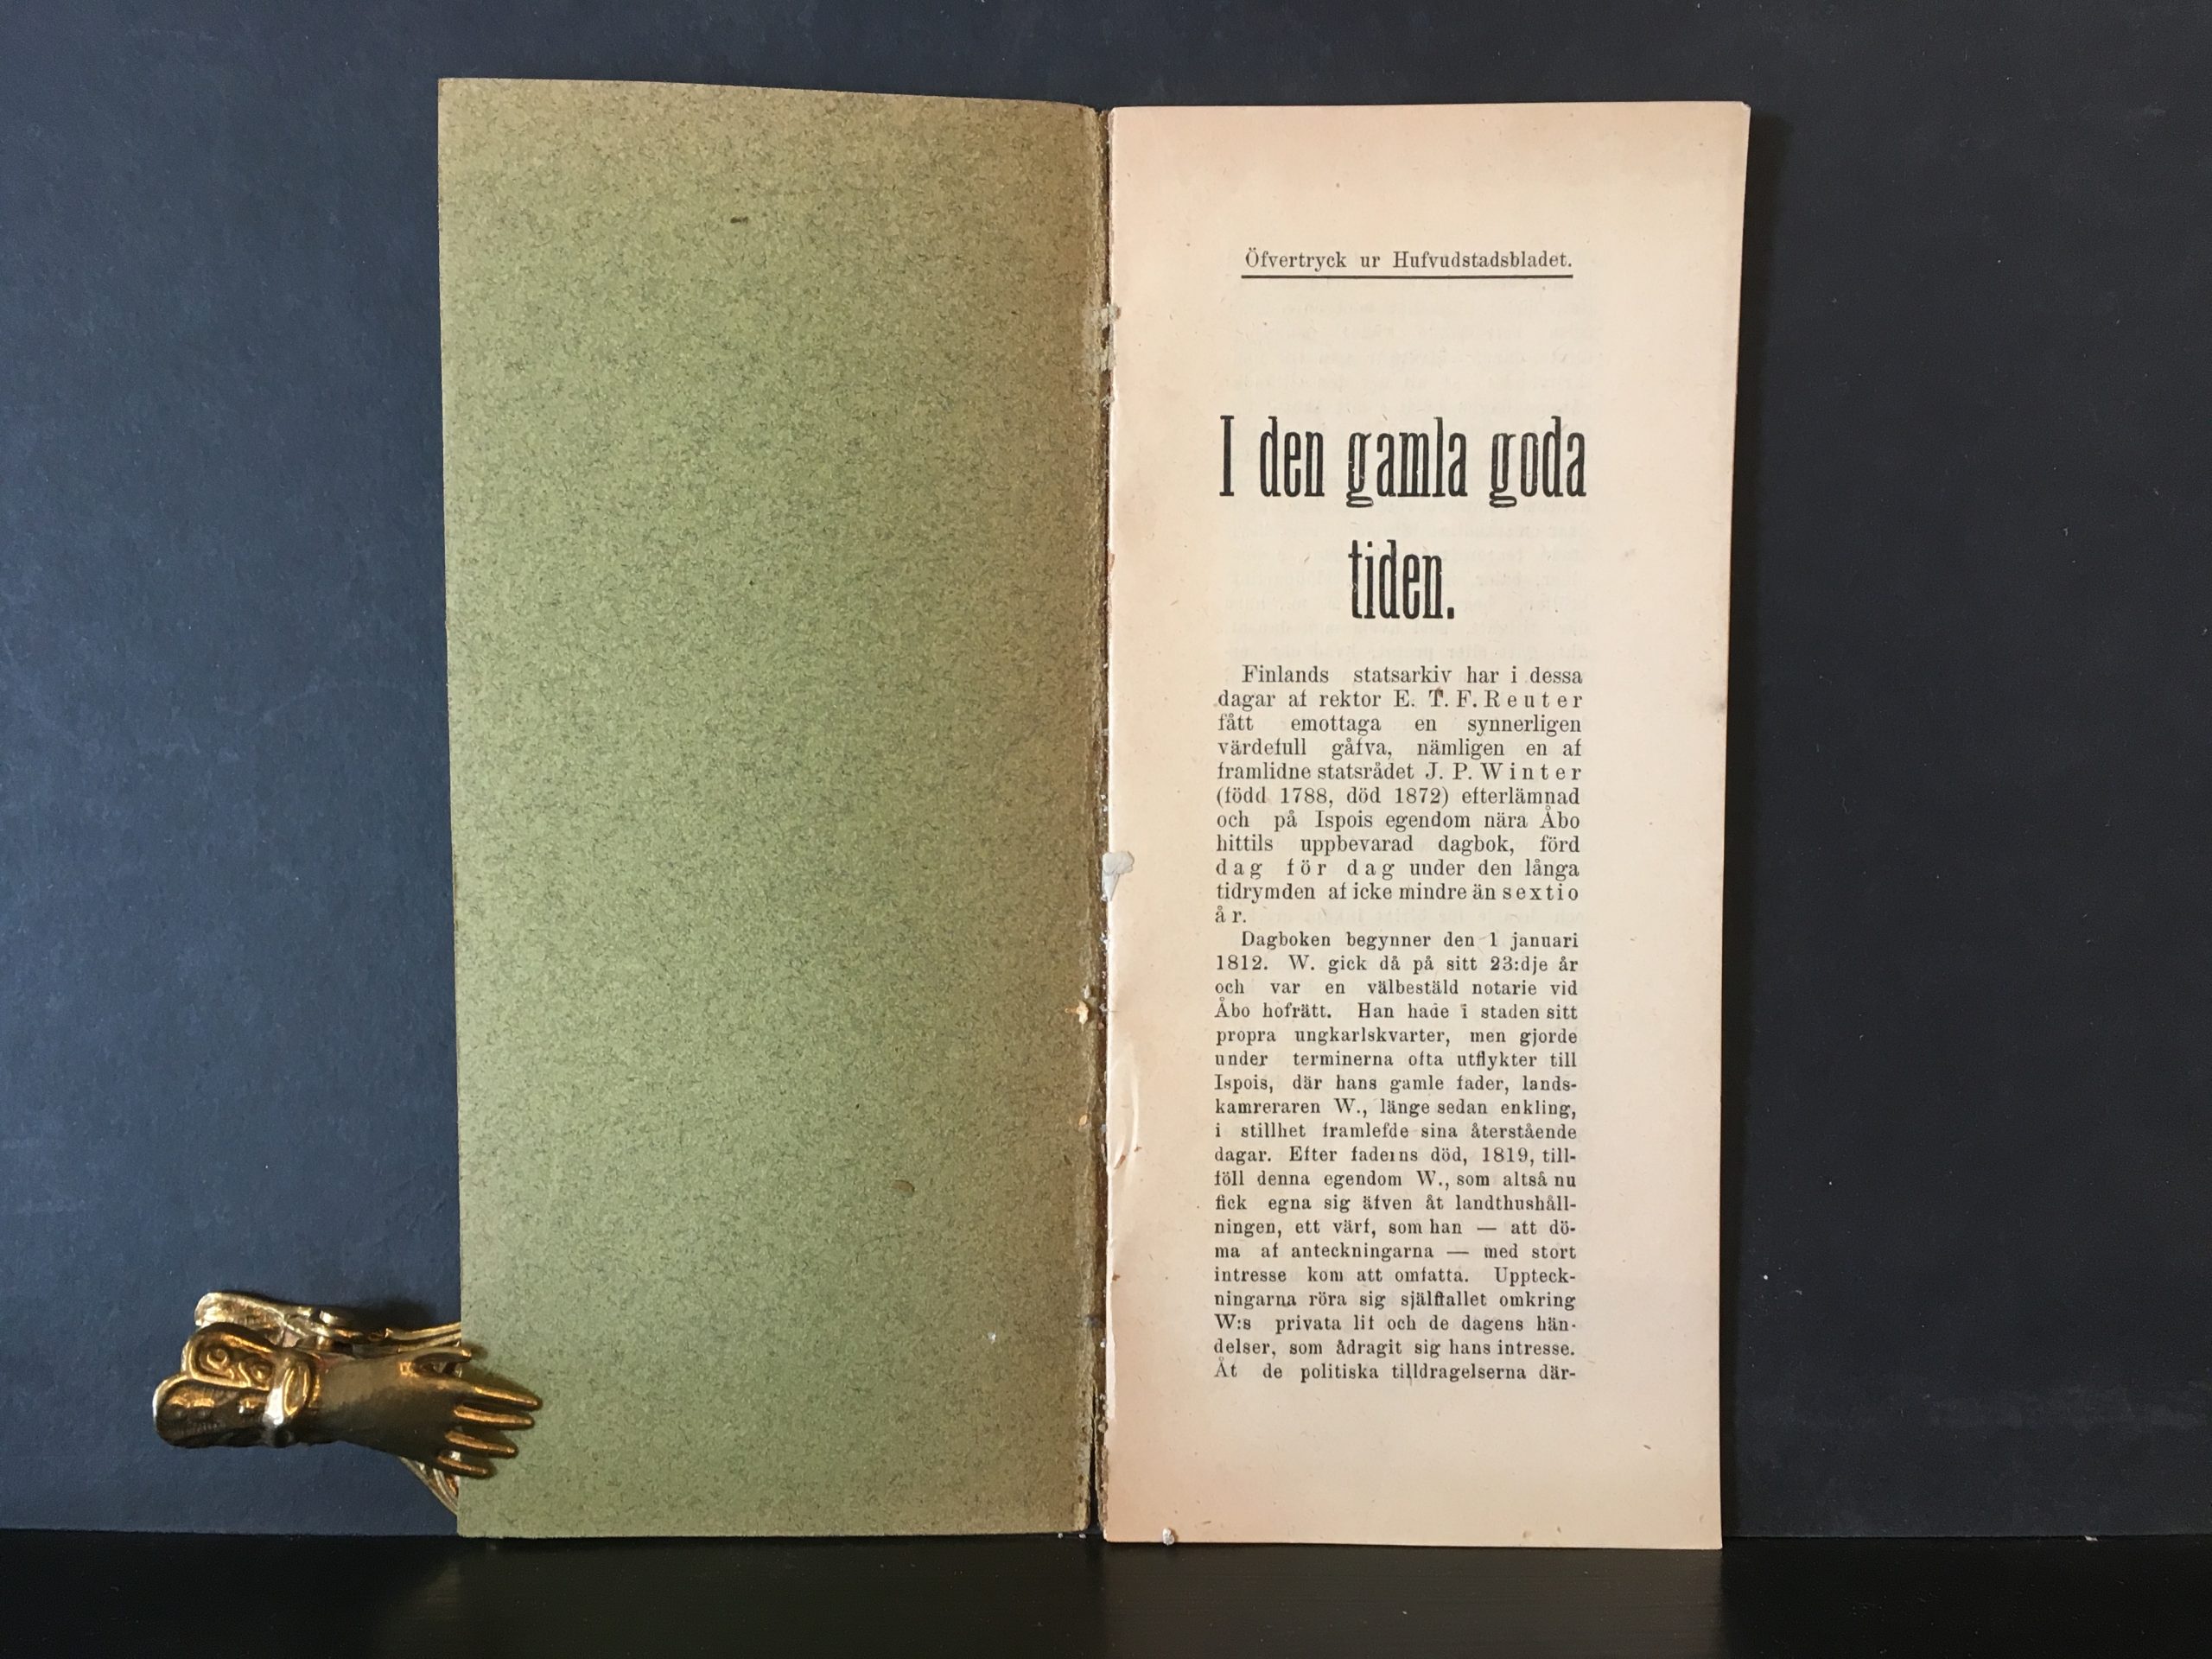 Öfvertryck ur Hufvudstadsbladet.
I den gamla goda
tiden.
Finlands statsarkiv har i dessa
dagar af rektor E. T. F. Reuter
fått emottaga en synnerligen
värdefull gåfva, nämligen en af
framlidne statsrådet J. P. Winter
(född 1788, död 1872) efterlämnad
och på Ispois egendom nära Åbo
hittils uppbevarad dagbok, förd
dag för dag under den långa
tidrymden af icke mindre än sextio
år.
Dagboken begynner den 1 januari
1812. W. gick då på sitt 23:dje år
och var en välbestäld notarie vid
Åbo hofrätt. Han hade i staden sitt
propra ungkarlskvarter, men gjorde
under terminerna ofta utflykter till
Ispois, där hans gamle fader, lands-
kamreraren W., länge sedan enkling,
i stillhet framlefde sina återstående
dagar. Efter faderns död, 1819, till-
föll denna egendom W., som altså nu
fick egna sig äfven åt landthushåll-
ningen, ett värf, som han — att dö-
ma af anteckningarna — med stort
intresse kom att omfatta. Uppteck-
ningarna röra sig själffallet omkring
W:s privata lif och de dagens hän-
delser, som ådragit sig hans intresse.
Åt de politiska tilldragelserna där-